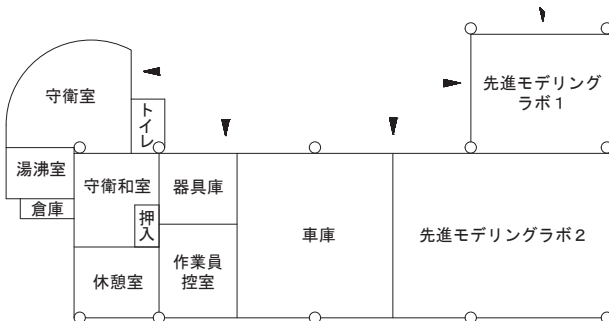 守衛室
トイレ
先進モデリング
ラボ1
湯沸室
倉庫
守衛和室
押入
器具庫
車庫
先進モデリングラボ2
休憩室
作業員
控室